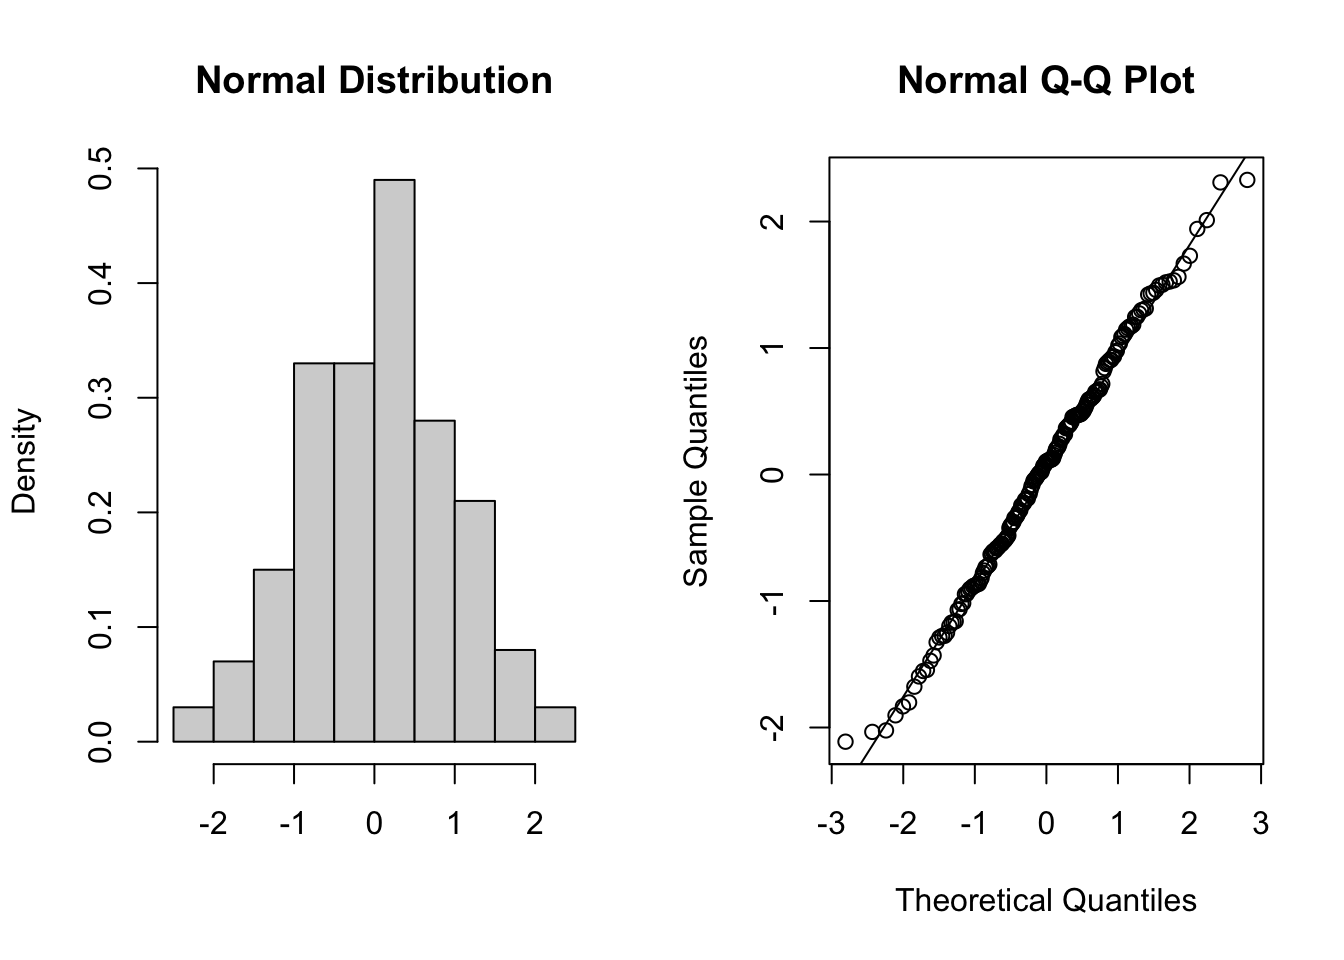 Normal Distribution
Density
0.5
0.4
0.3
0.2
0.1
0.0
-2 -1 0 1 2
Normal Q-Q Plot
Sample Quantiles
2
1
0
-1
-2
-3 -2 -1 0 1 2 3
Theoretical Quantiles